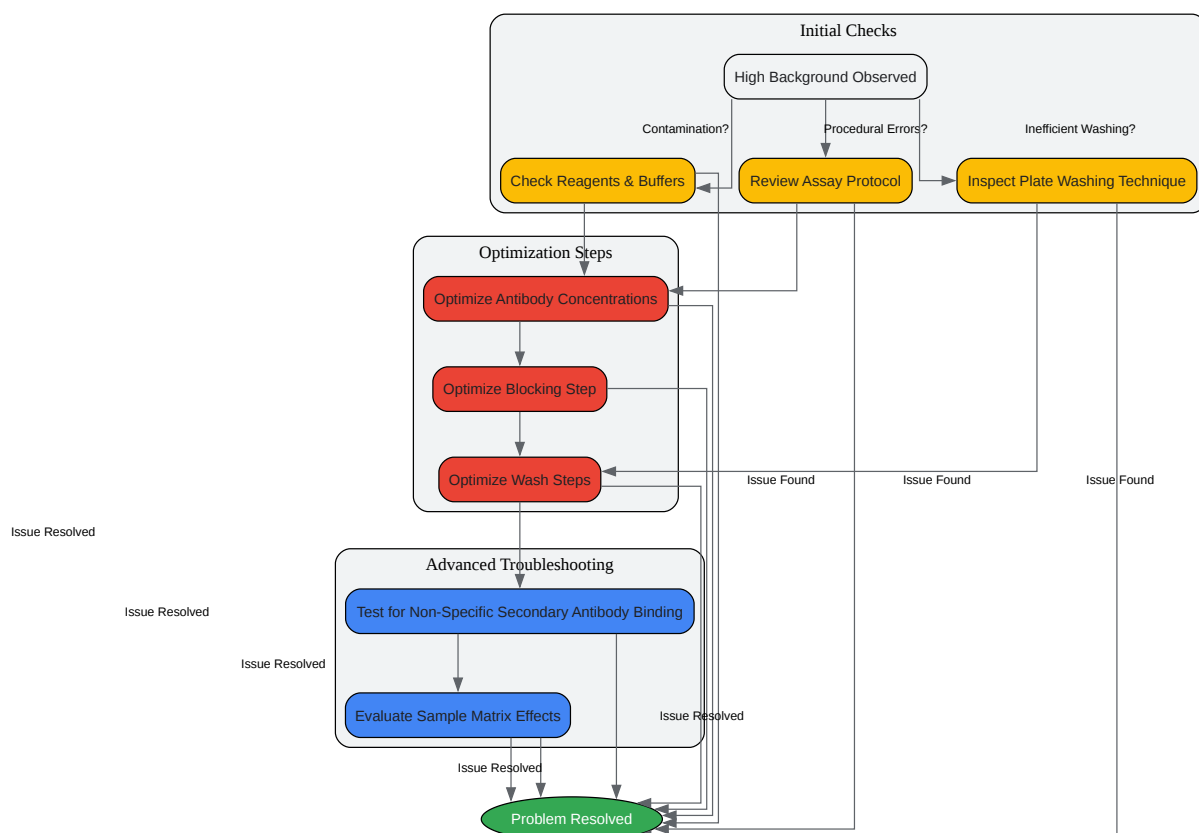 Initial Checks
High Background Observed
Contamination?
Procedural Errors?
Inefficient Washing?
Check Reagents & Buffers
Review Assay Protocol
Inspect Plate Washing Technique
Optimization Steps
Optimize Antibody Concentrations
Optimize Blocking Step
Optimize Wash Steps
Issue Found
Issue Found
Issue Found
Issue Resolved
Advanced Troubleshooting
Test for Non-Specific Secondary Antibody Binding
Issue Resolved
Issue Resolved
Evaluate Sample Matrix Effects
Issue Resolved
Issue Resolved
Problem Resolved